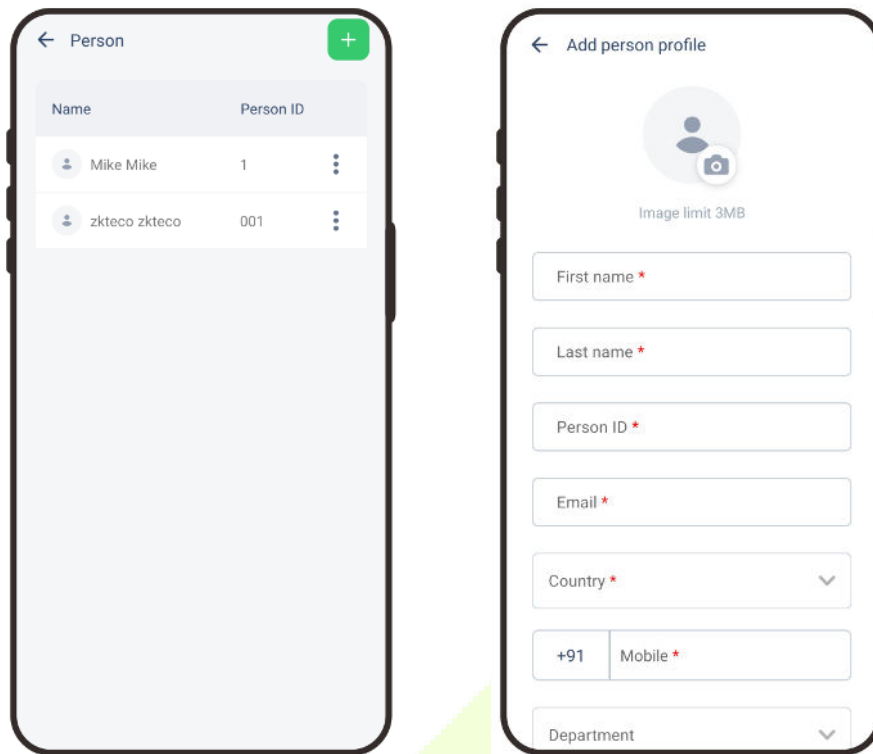 Person
Name Person ID
Mike Mike 1
zkteco zkteco 001
Add person profile
Image limit 3MB
First name *
Last name *
Person ID *
Email *
Country *
+91 Mobile *
Department